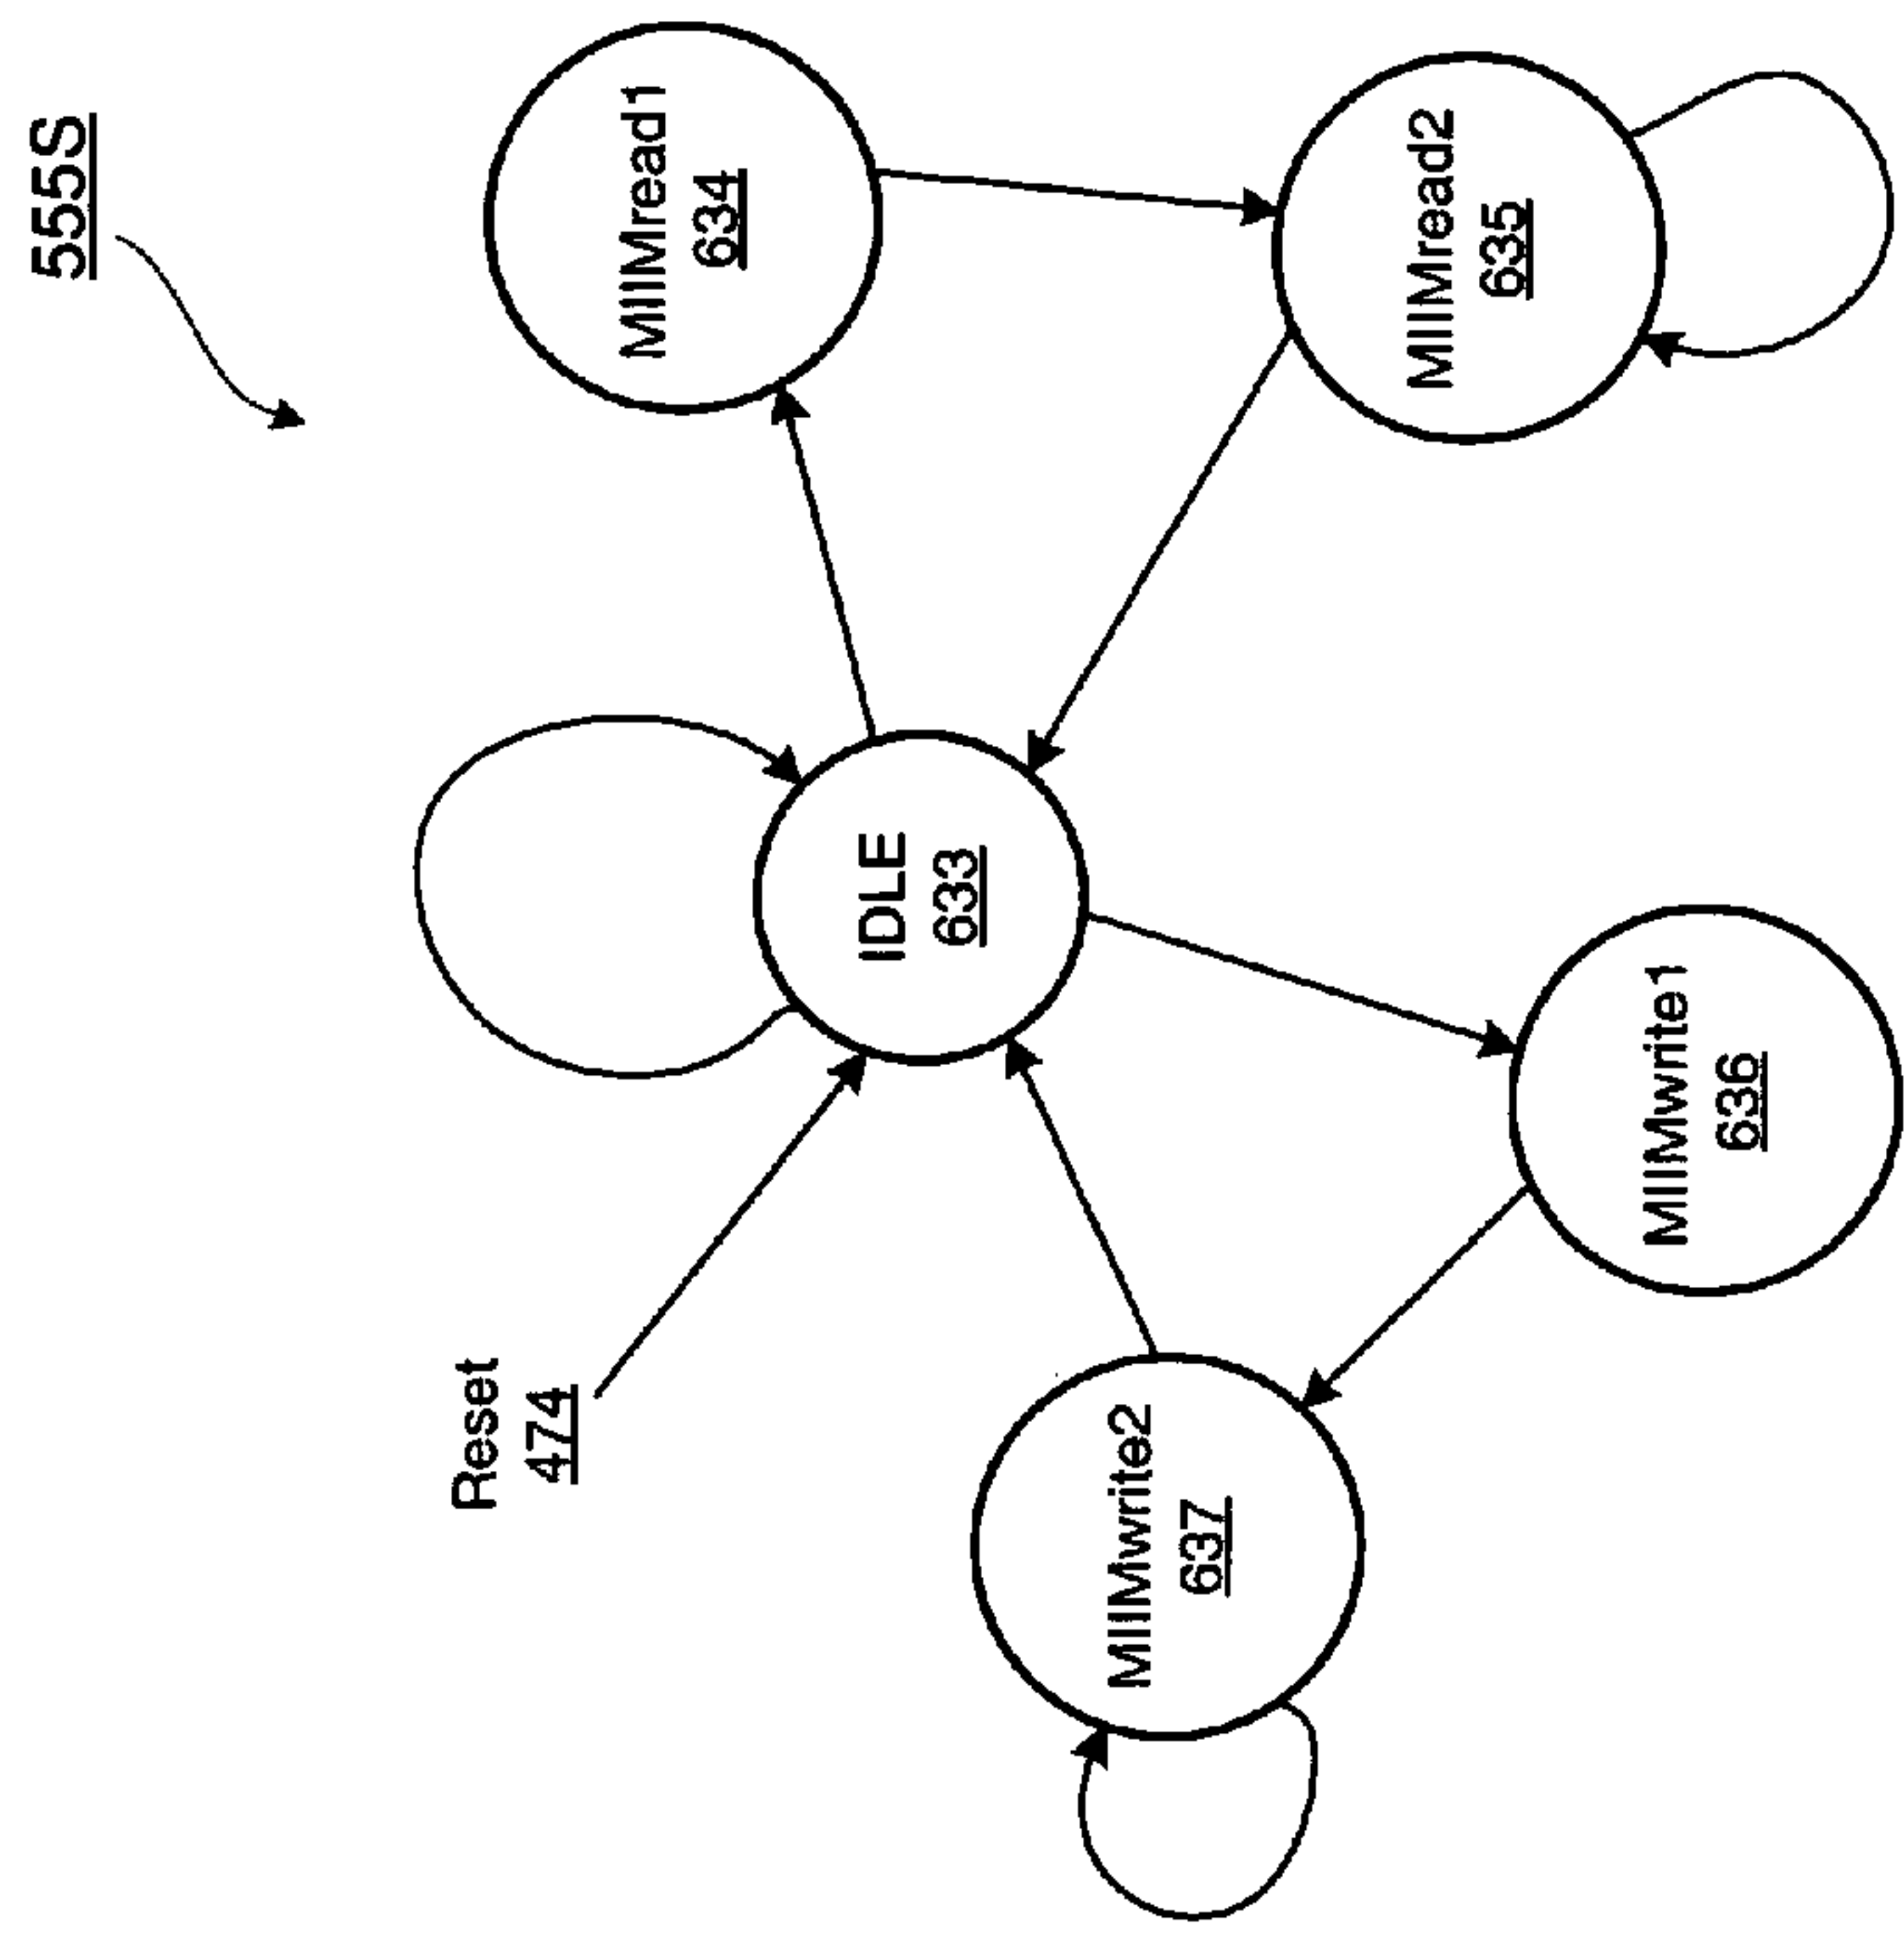 555S
Reset
474
IDLE
633
MIIMread1
634
MIIMread2
635
MIIMwrite1
636
MIIMwrite2
637